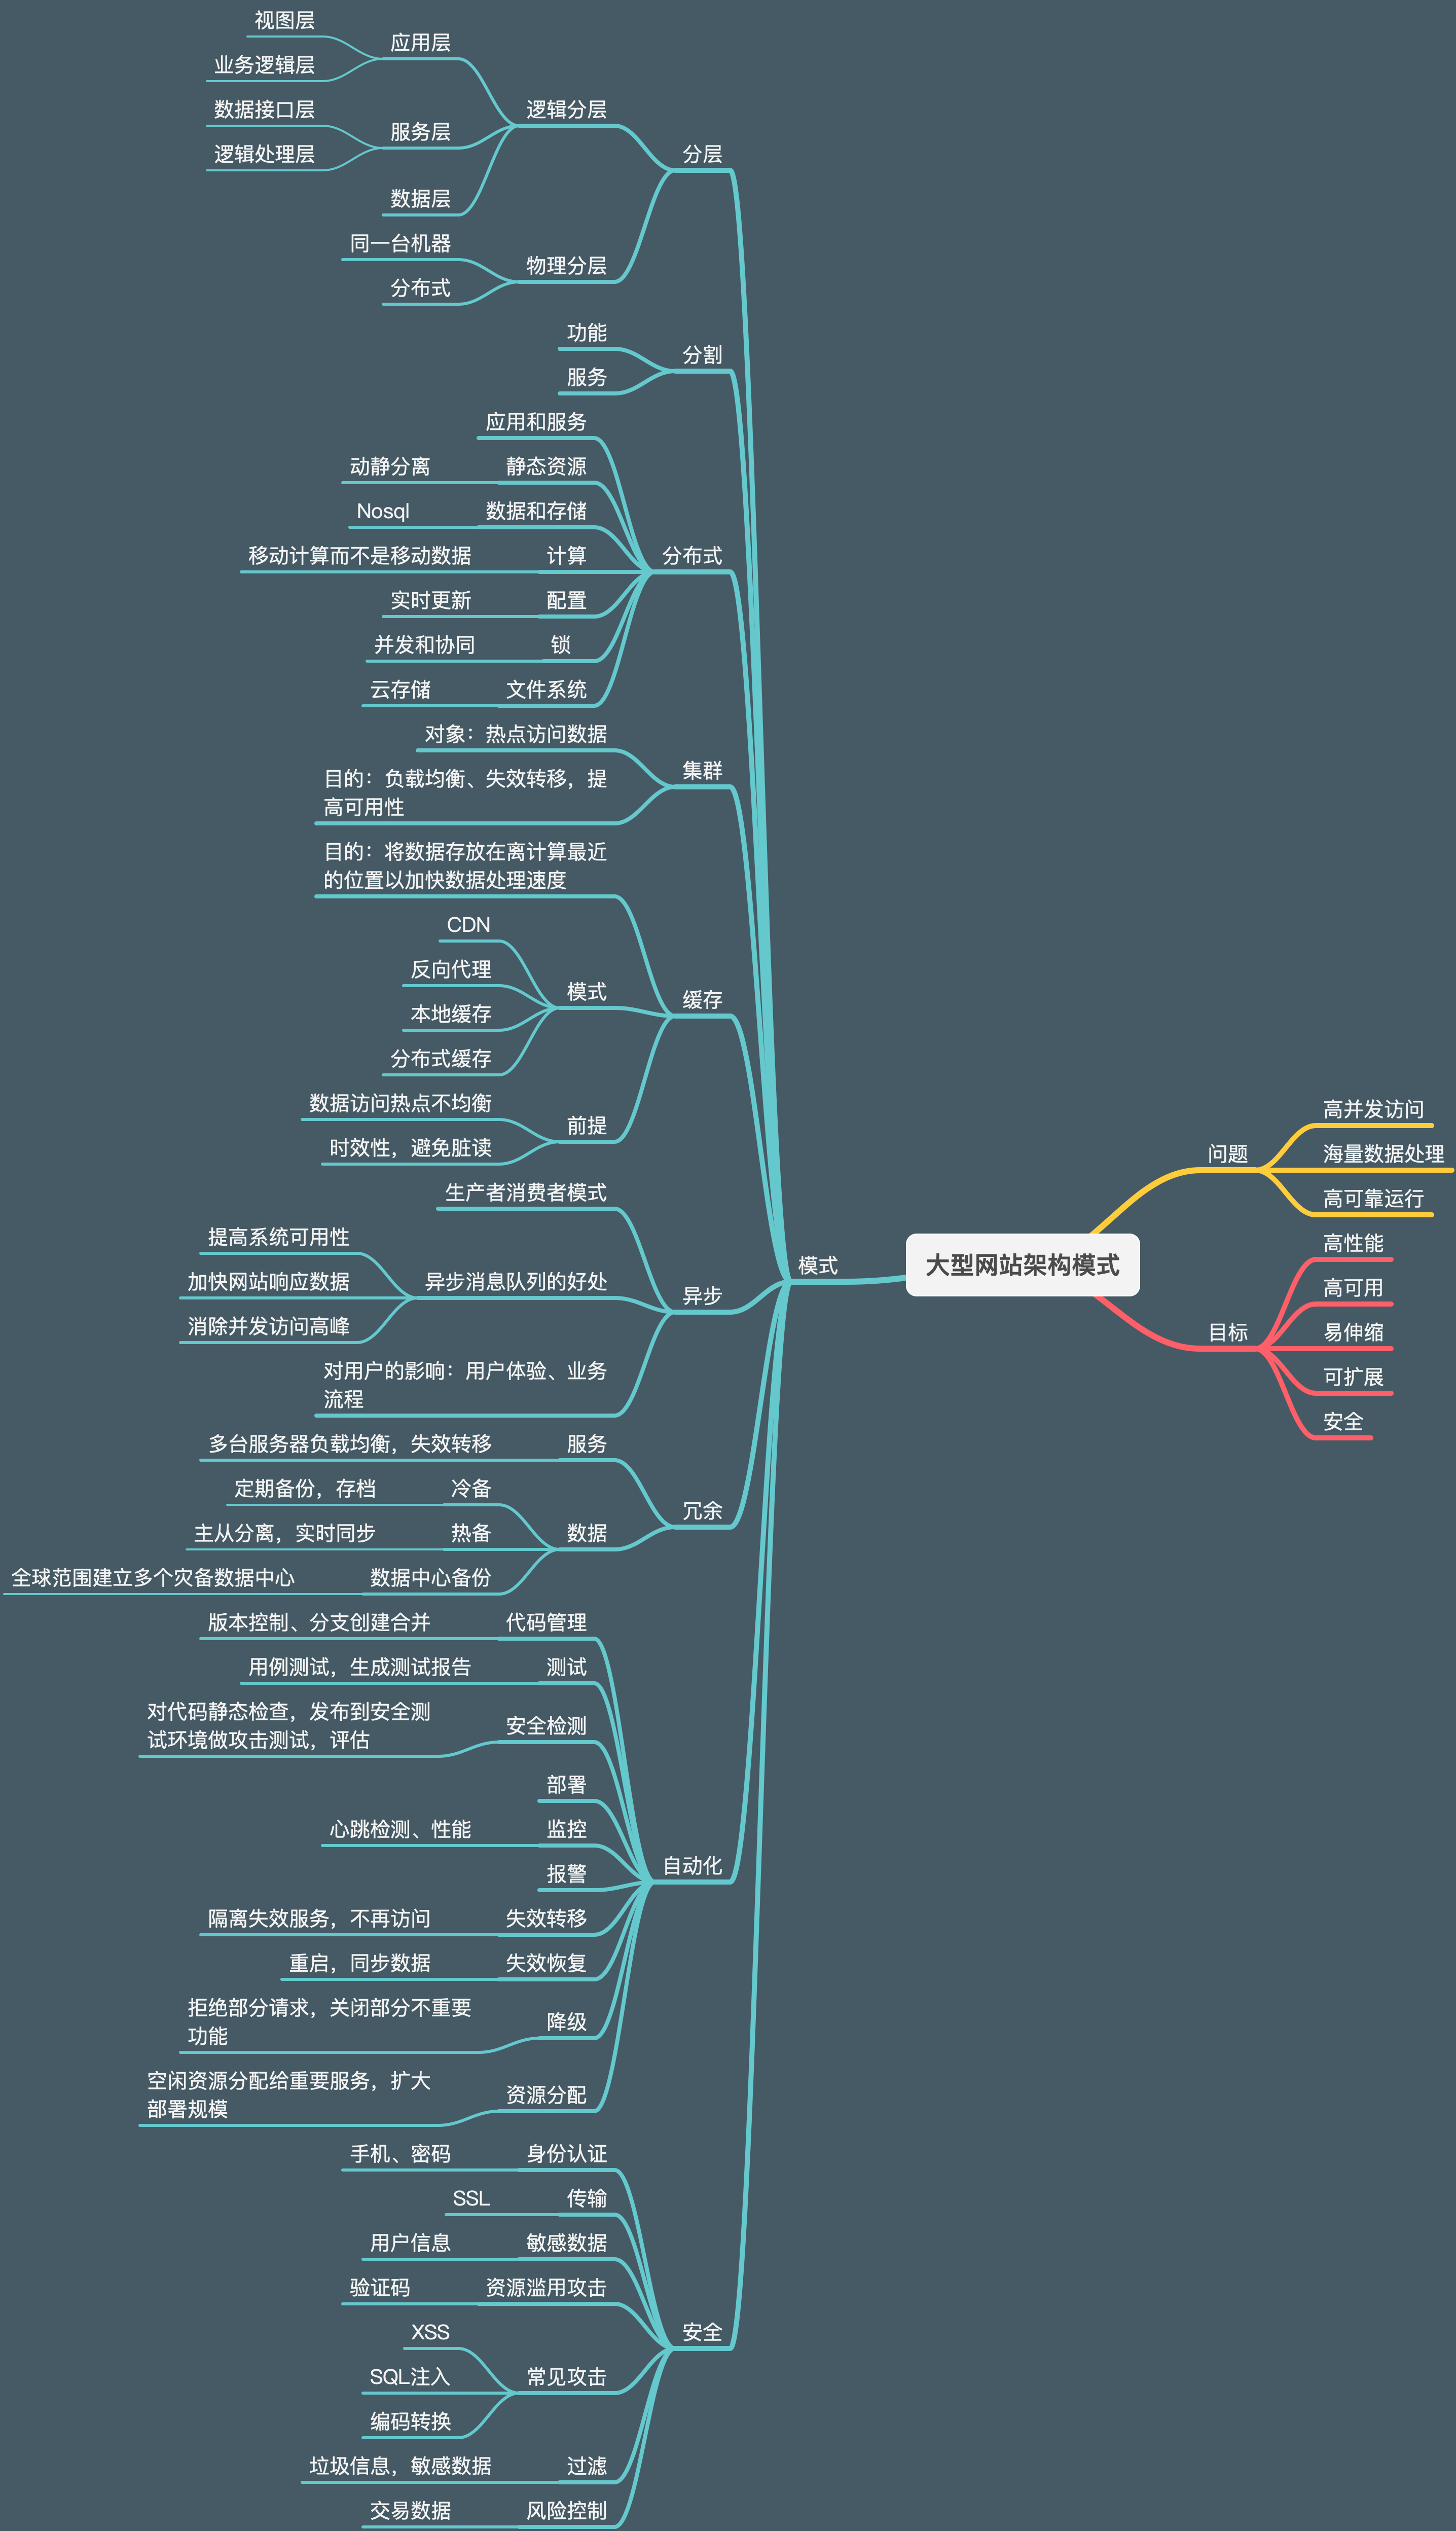 大型网站架构模式
问题
高并发访问
海量数据处理
高可靠运行
目标
高性能
高可用
易伸缩
可扩展
安全
模式
分层
逻辑分层
应用层
视图层
业务逻辑层
服务层
数据接口层
逻辑处理层
数据层
物理分层
同一台机器
分布式
分割
功能
服务
分布式
应用和服务
静态资源
动静分离
数据和存储
Nosql
计算
移动计算而不是移动数据
配置
实时更新
锁
并发和协同
文件系统
云存储
集群
对象：热点访问数据
目的：负载均衡、失效转移，提
高可用性
缓存
目的：将数据存放在离计算最近
的位置以加快数据处理速度
模式
CDN
反向代理
本地缓存
分布式缓存
前提
数据访问热点不均衡
时效性，避免脏读
异步
生产者消费者模式
异步消息队列的好处
提高系统可用性
加快网站响应数据
消除并发访问高峰
对用户的影响：用户体验、业务
流程
冗余
服务
多台服务器负载均衡，失效转移
数据
冷备
定期备份，存档
热备
主从分离，实时同步
数据中心备份
全球范围建立多个灾备数据中心
自动化
代码管理
版本控制、分支创建合并
测试
用例测试，生成测试报告
安全检测
对代码静态检查，发布到安全测
试环境做攻击测试，评估
部署
监控
心跳检测、性能
报警
失效转移
隔离失效服务，不再访问
失效恢复
重启，同步数据
降级
拒绝部分请求，关闭部分不重要
功能
资源分配
空闲资源分配给重要服务，扩大
部署规模
安全
身份认证
手机、密码
传输
SSL
敏感数据
用户信息
资源滥用攻击
验证码
常见攻击
XSS
SQL注入
编码转换
过滤
垃圾信息，敏感数据
风险控制
交易数据